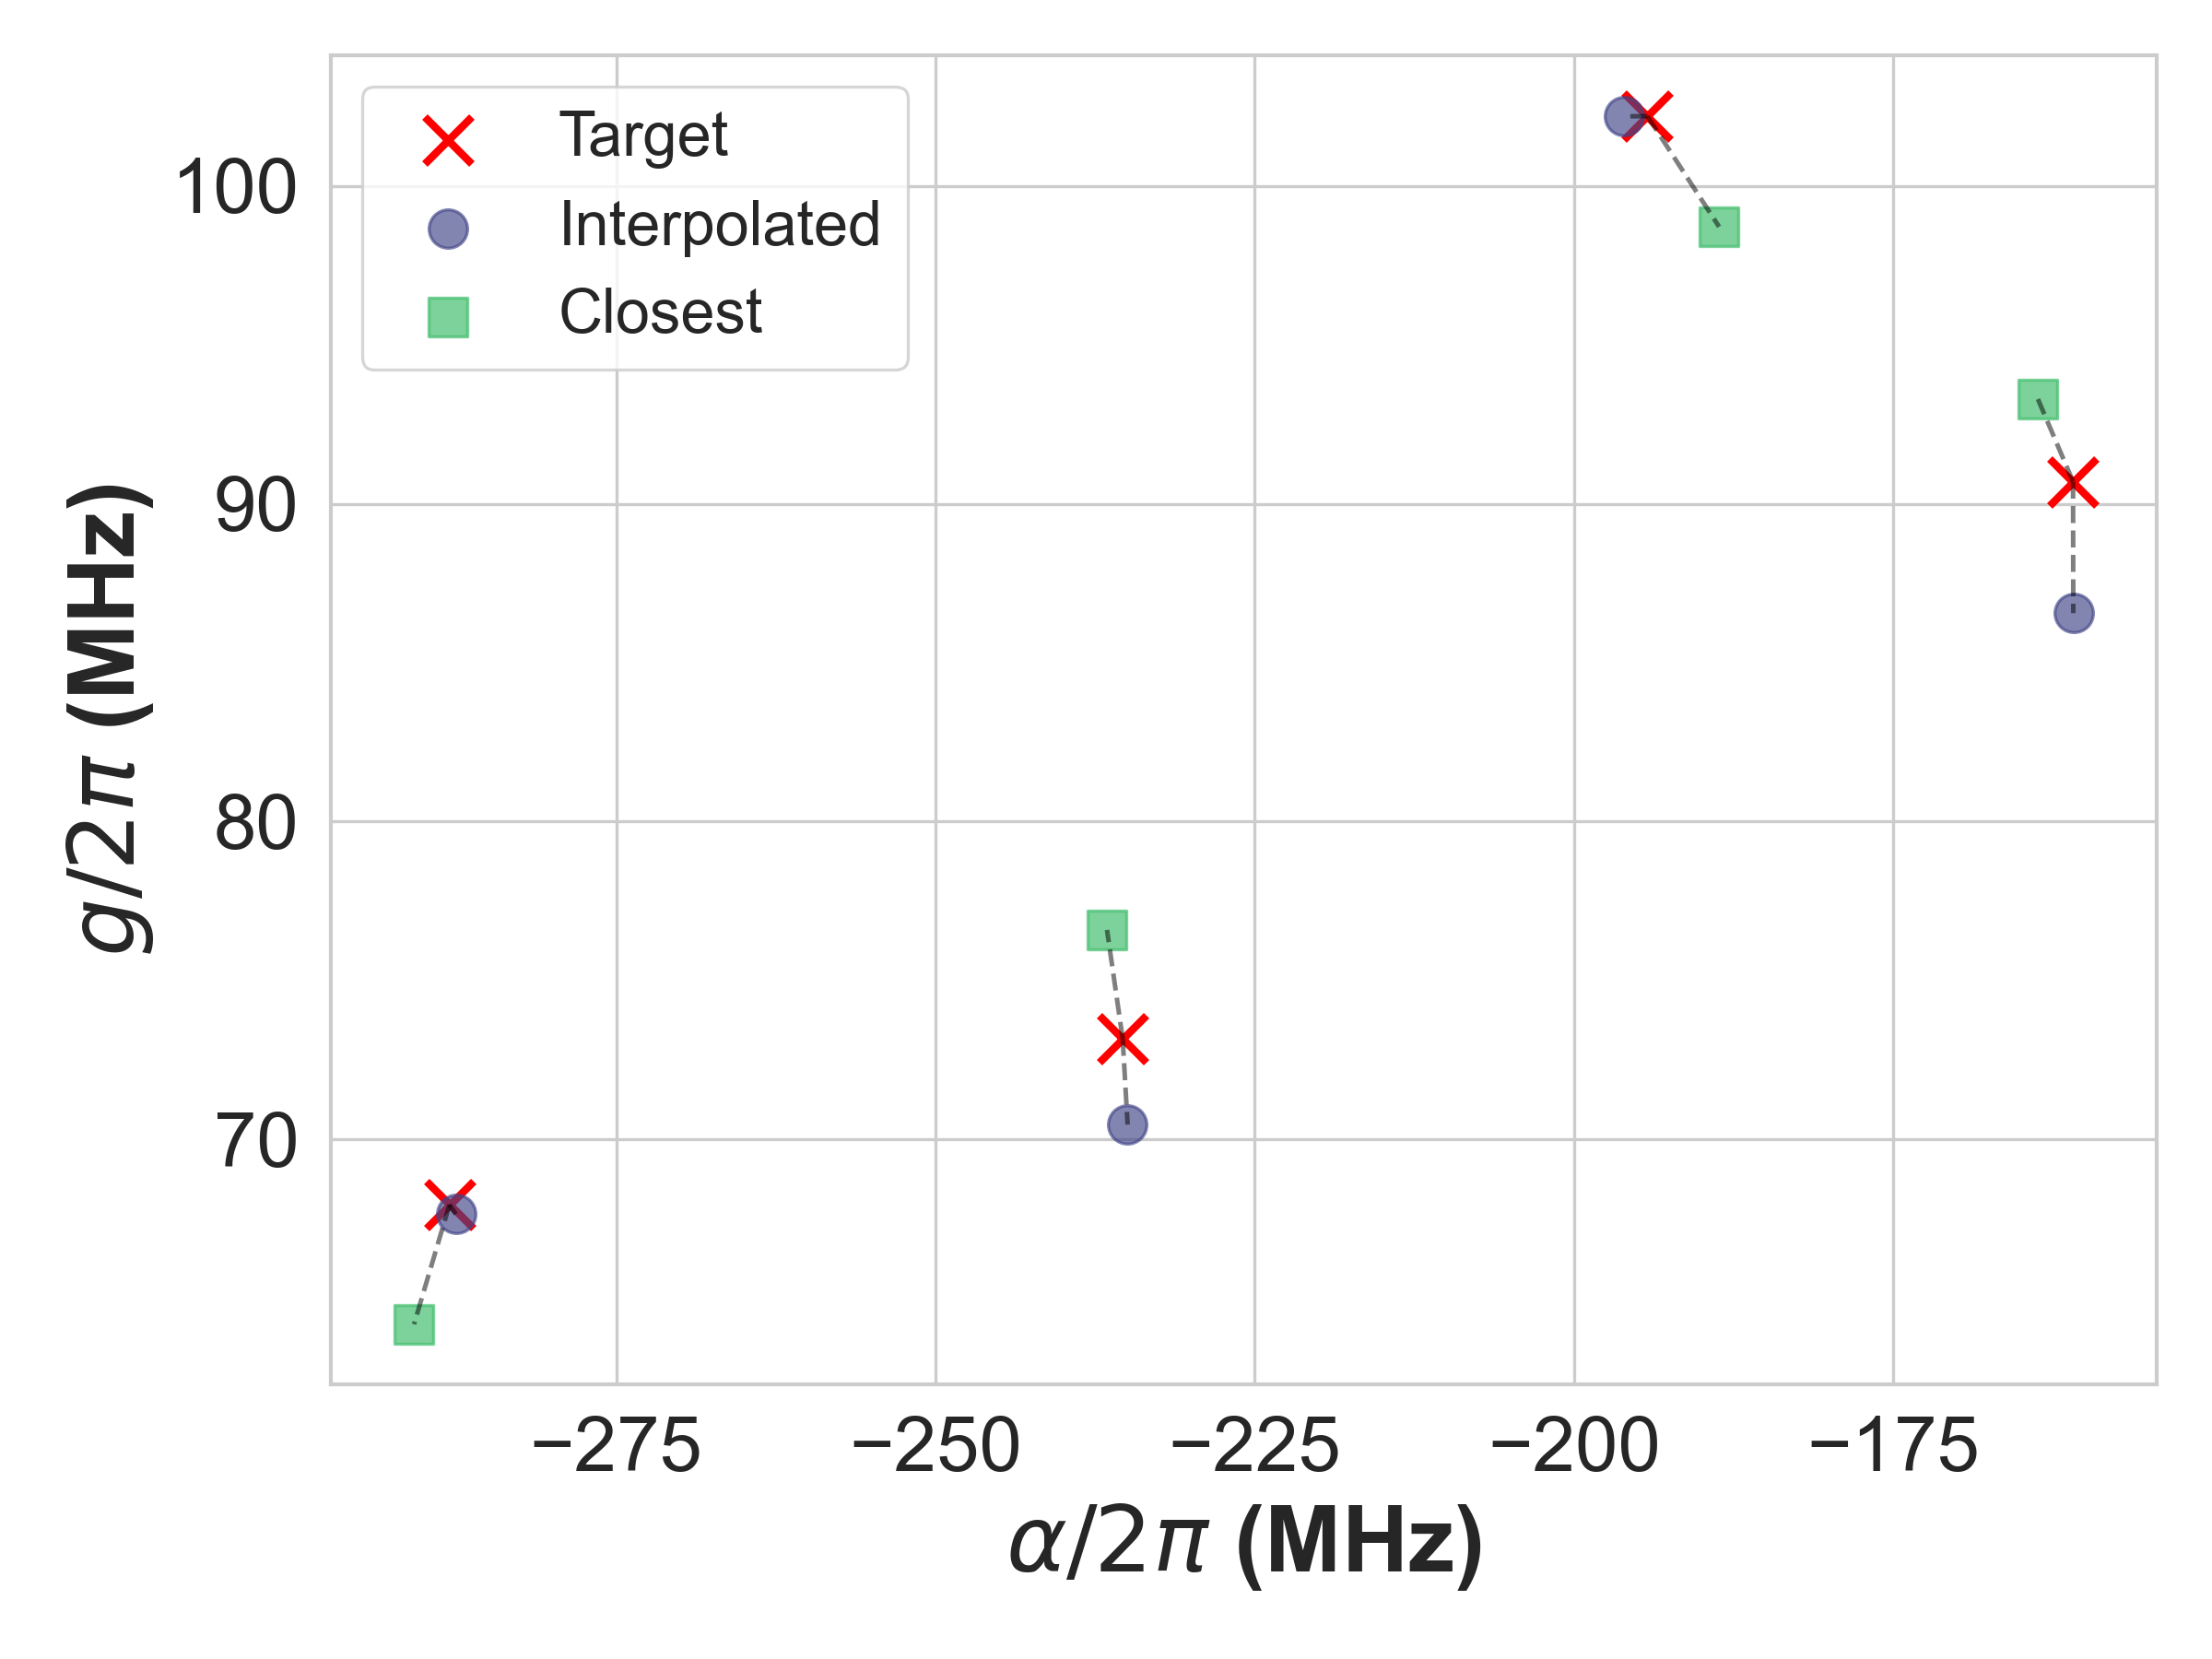 Target
Interpolated
Closest
100
90
80
70
g/2π (MHz)
−275 −250 −225 −200 −175
α/2π (MHz)